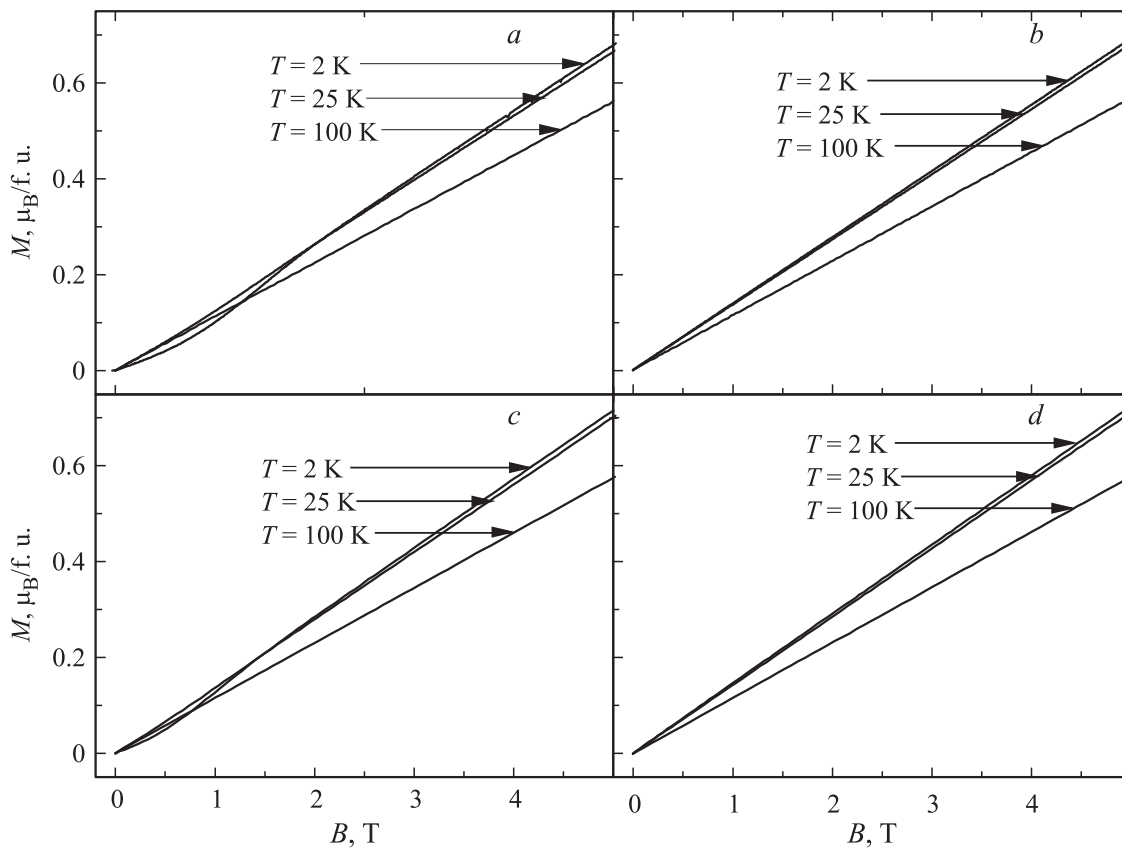 a
T = 2 K
T = 25 K
T = 100 K
b
T = 2 K
T = 25 K
T = 100 K
M, μB/f. u.
0.6
0.4
0.2
0
c
T = 2 K
T = 25 K
T = 100 K
d
T = 2 K
T = 25 K
T = 100 K
M, μB/f. u.
0.6
0.4
0.2
0
0 1 2 3 4
0 1 2 3 4
B, T
B, T